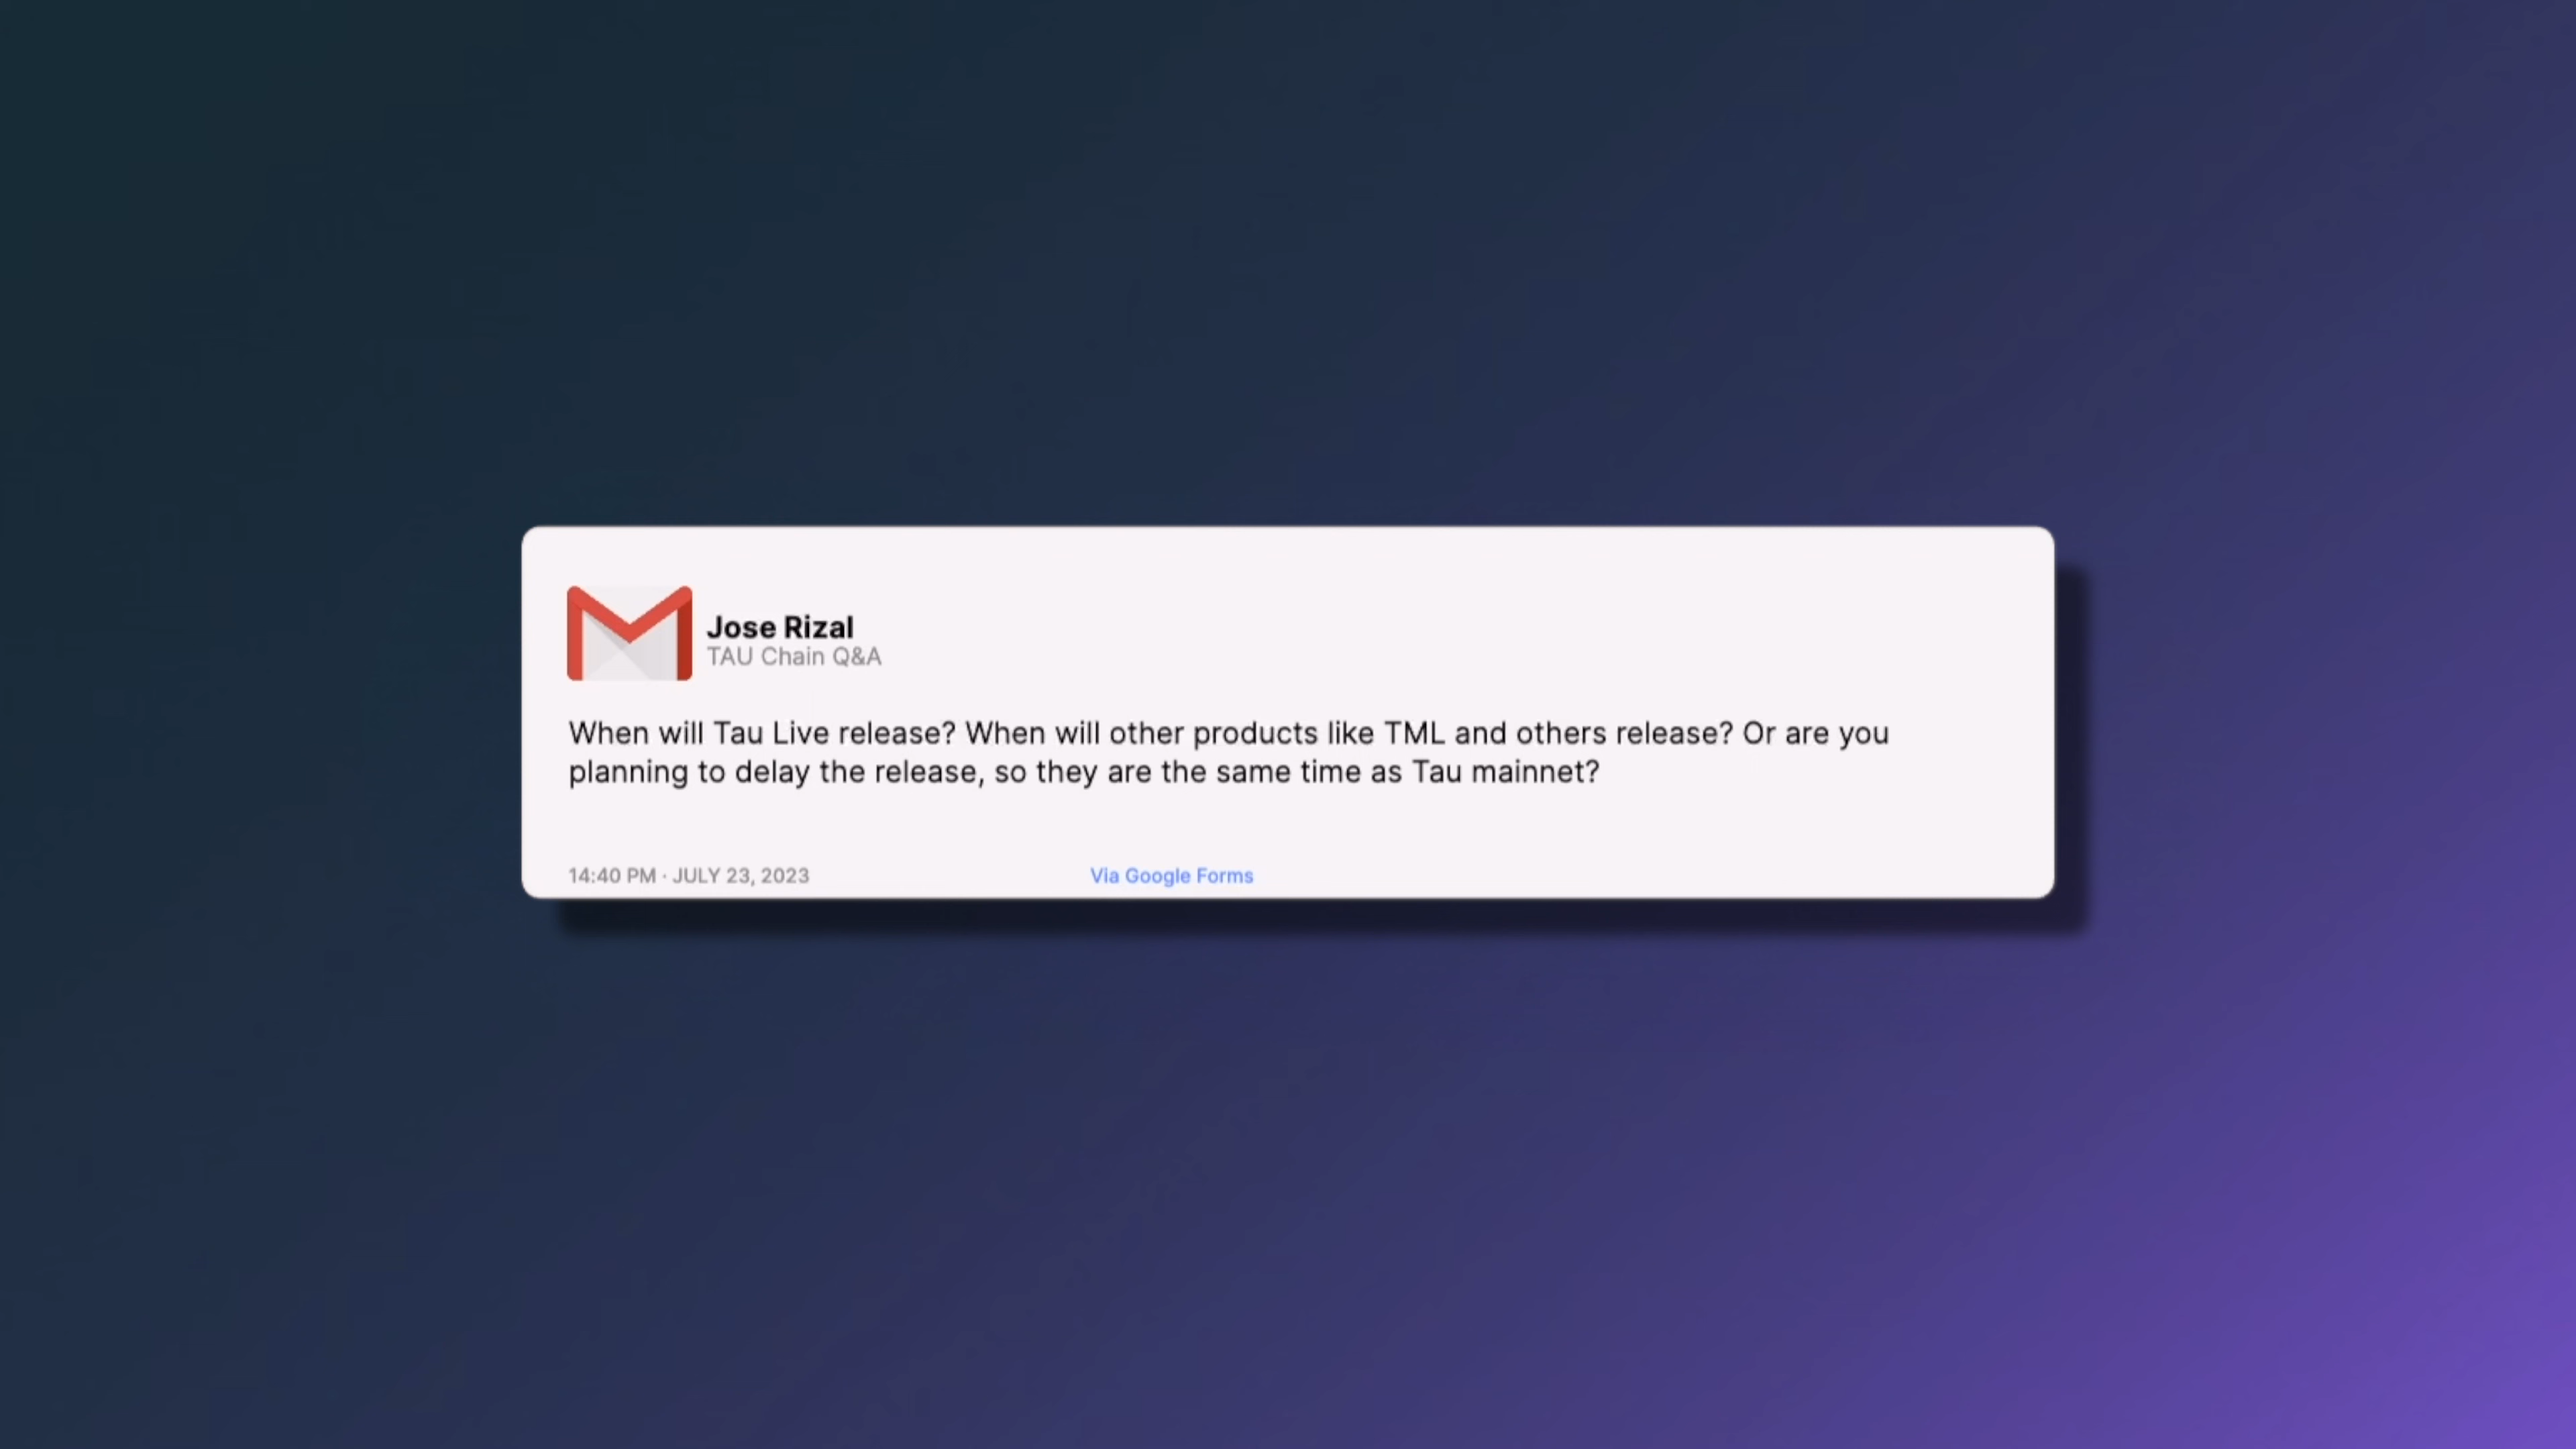 Jose Rizal
TAU Chain Q&A
When will Tau Live release? When will other products like TML and others release? Or are you
planning to delay the release, so they are the same time as Tau mainnet?
14:40 PM · JULY 23, 2023
Via Google Forms